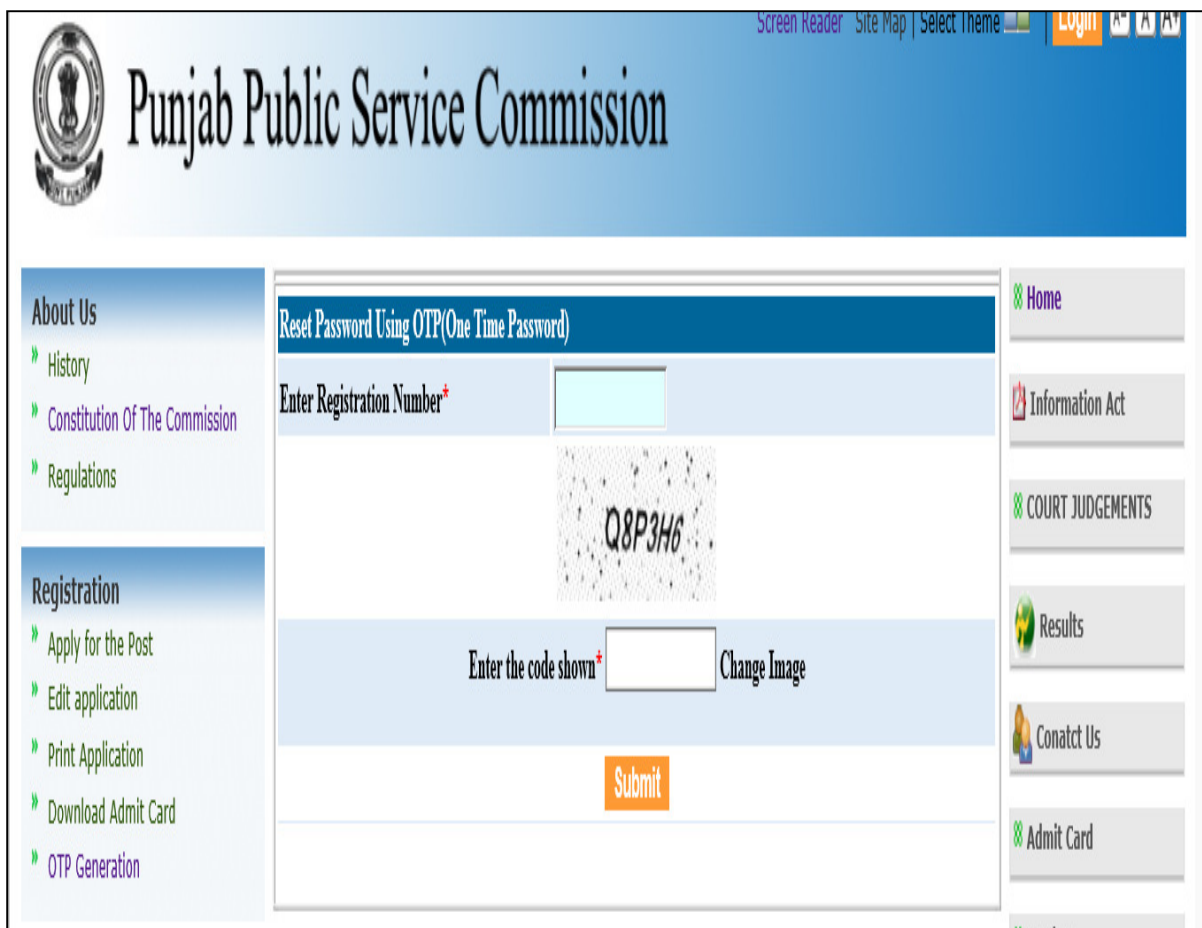 Screen Reader Site Map | Select Theme | Login A- A A+
Punjab Public Service Commission
About Us
History
Constitution Of The Commission
Regulations
Registration
Apply for the Post
Edit application
Print Application
Download Admit Card
OTP Generation
Reset Password Using OTP(One Time Password)
Enter Registration Number*
Q8P3H6
Enter the code shown* Change Image
Submit
Home
Information Act
COURT JUDGEMENTS
Results
Conatct Us
Admit Card